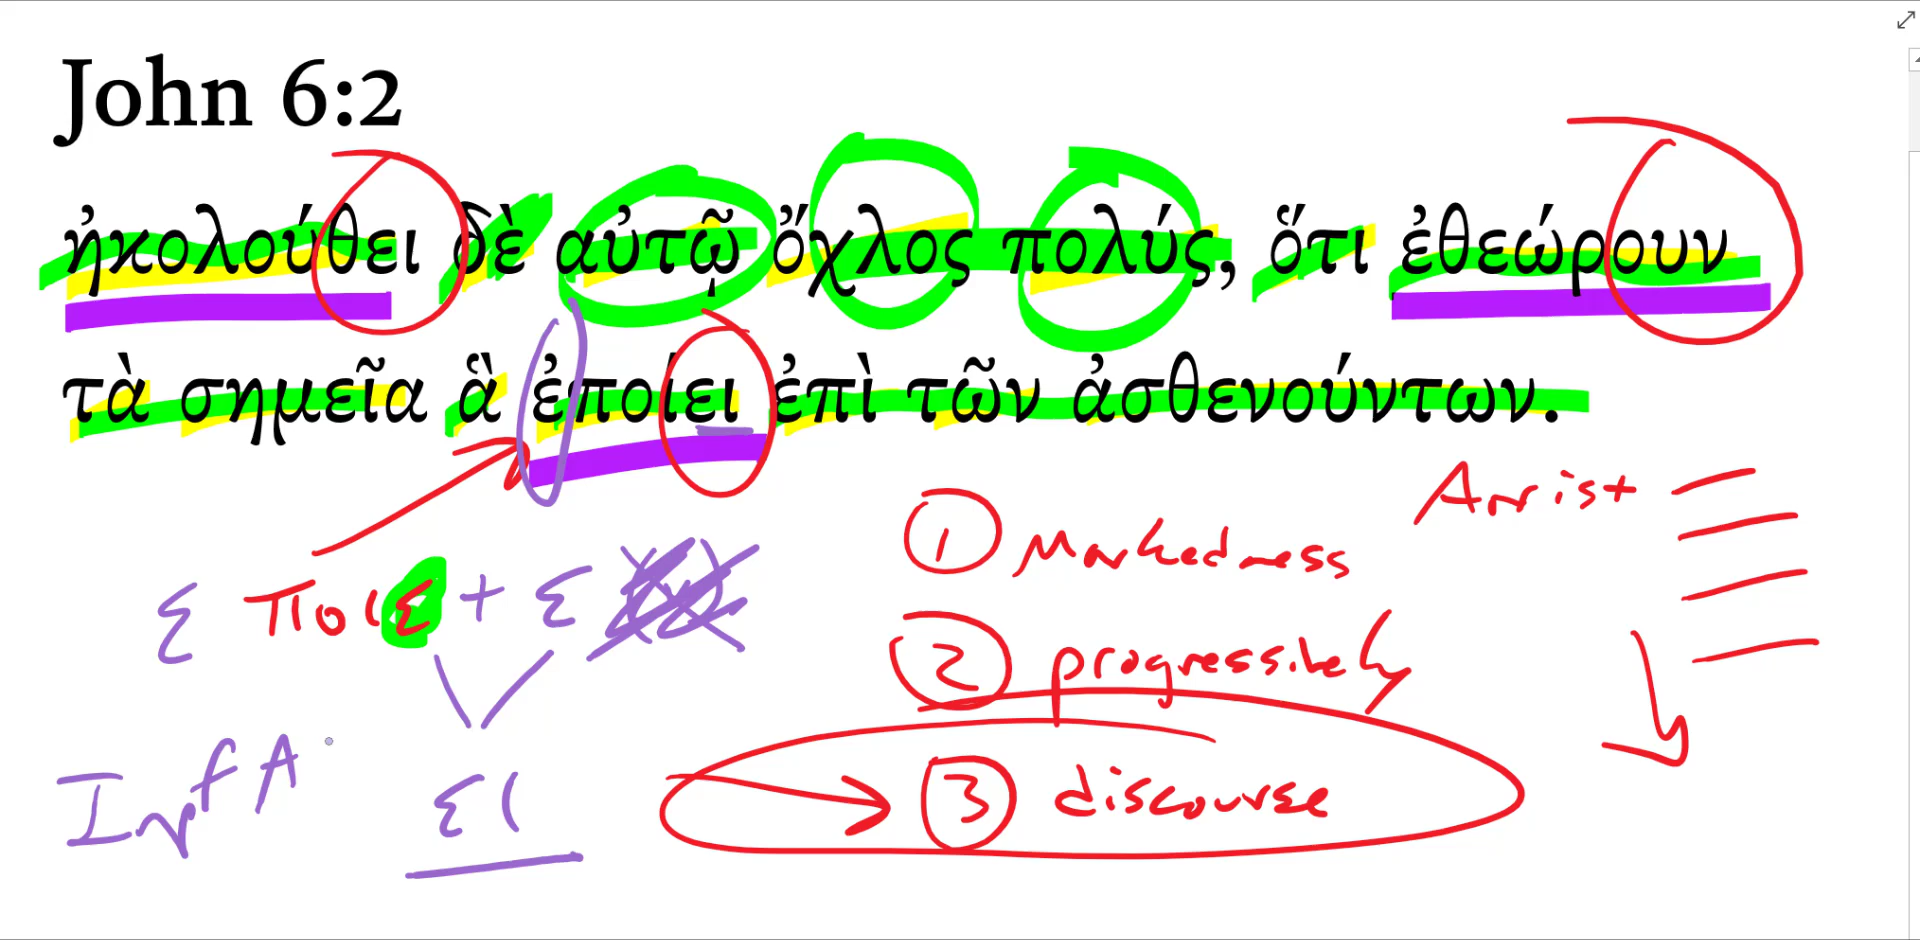 John 6:2
ἠκολούθει δὲ αὐτῷ ὄχλος πολύς, ὅτι ἐθεώρουν
τὰ σημεῖα ἃ ἐποίει ἐπὶ τῶν ἀσθενούντων.
Aorist
① Markedness
ε ποιε + ε
② progressively
Impf A
ει
③ discourse